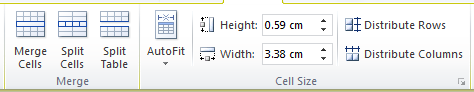 Merge Cells
Split Cells
Split Table
AutoFit
Height: 0.59 cm
Width: 3.38 cm
Distribute Rows
Distribute Columns
Merge
Cell Size